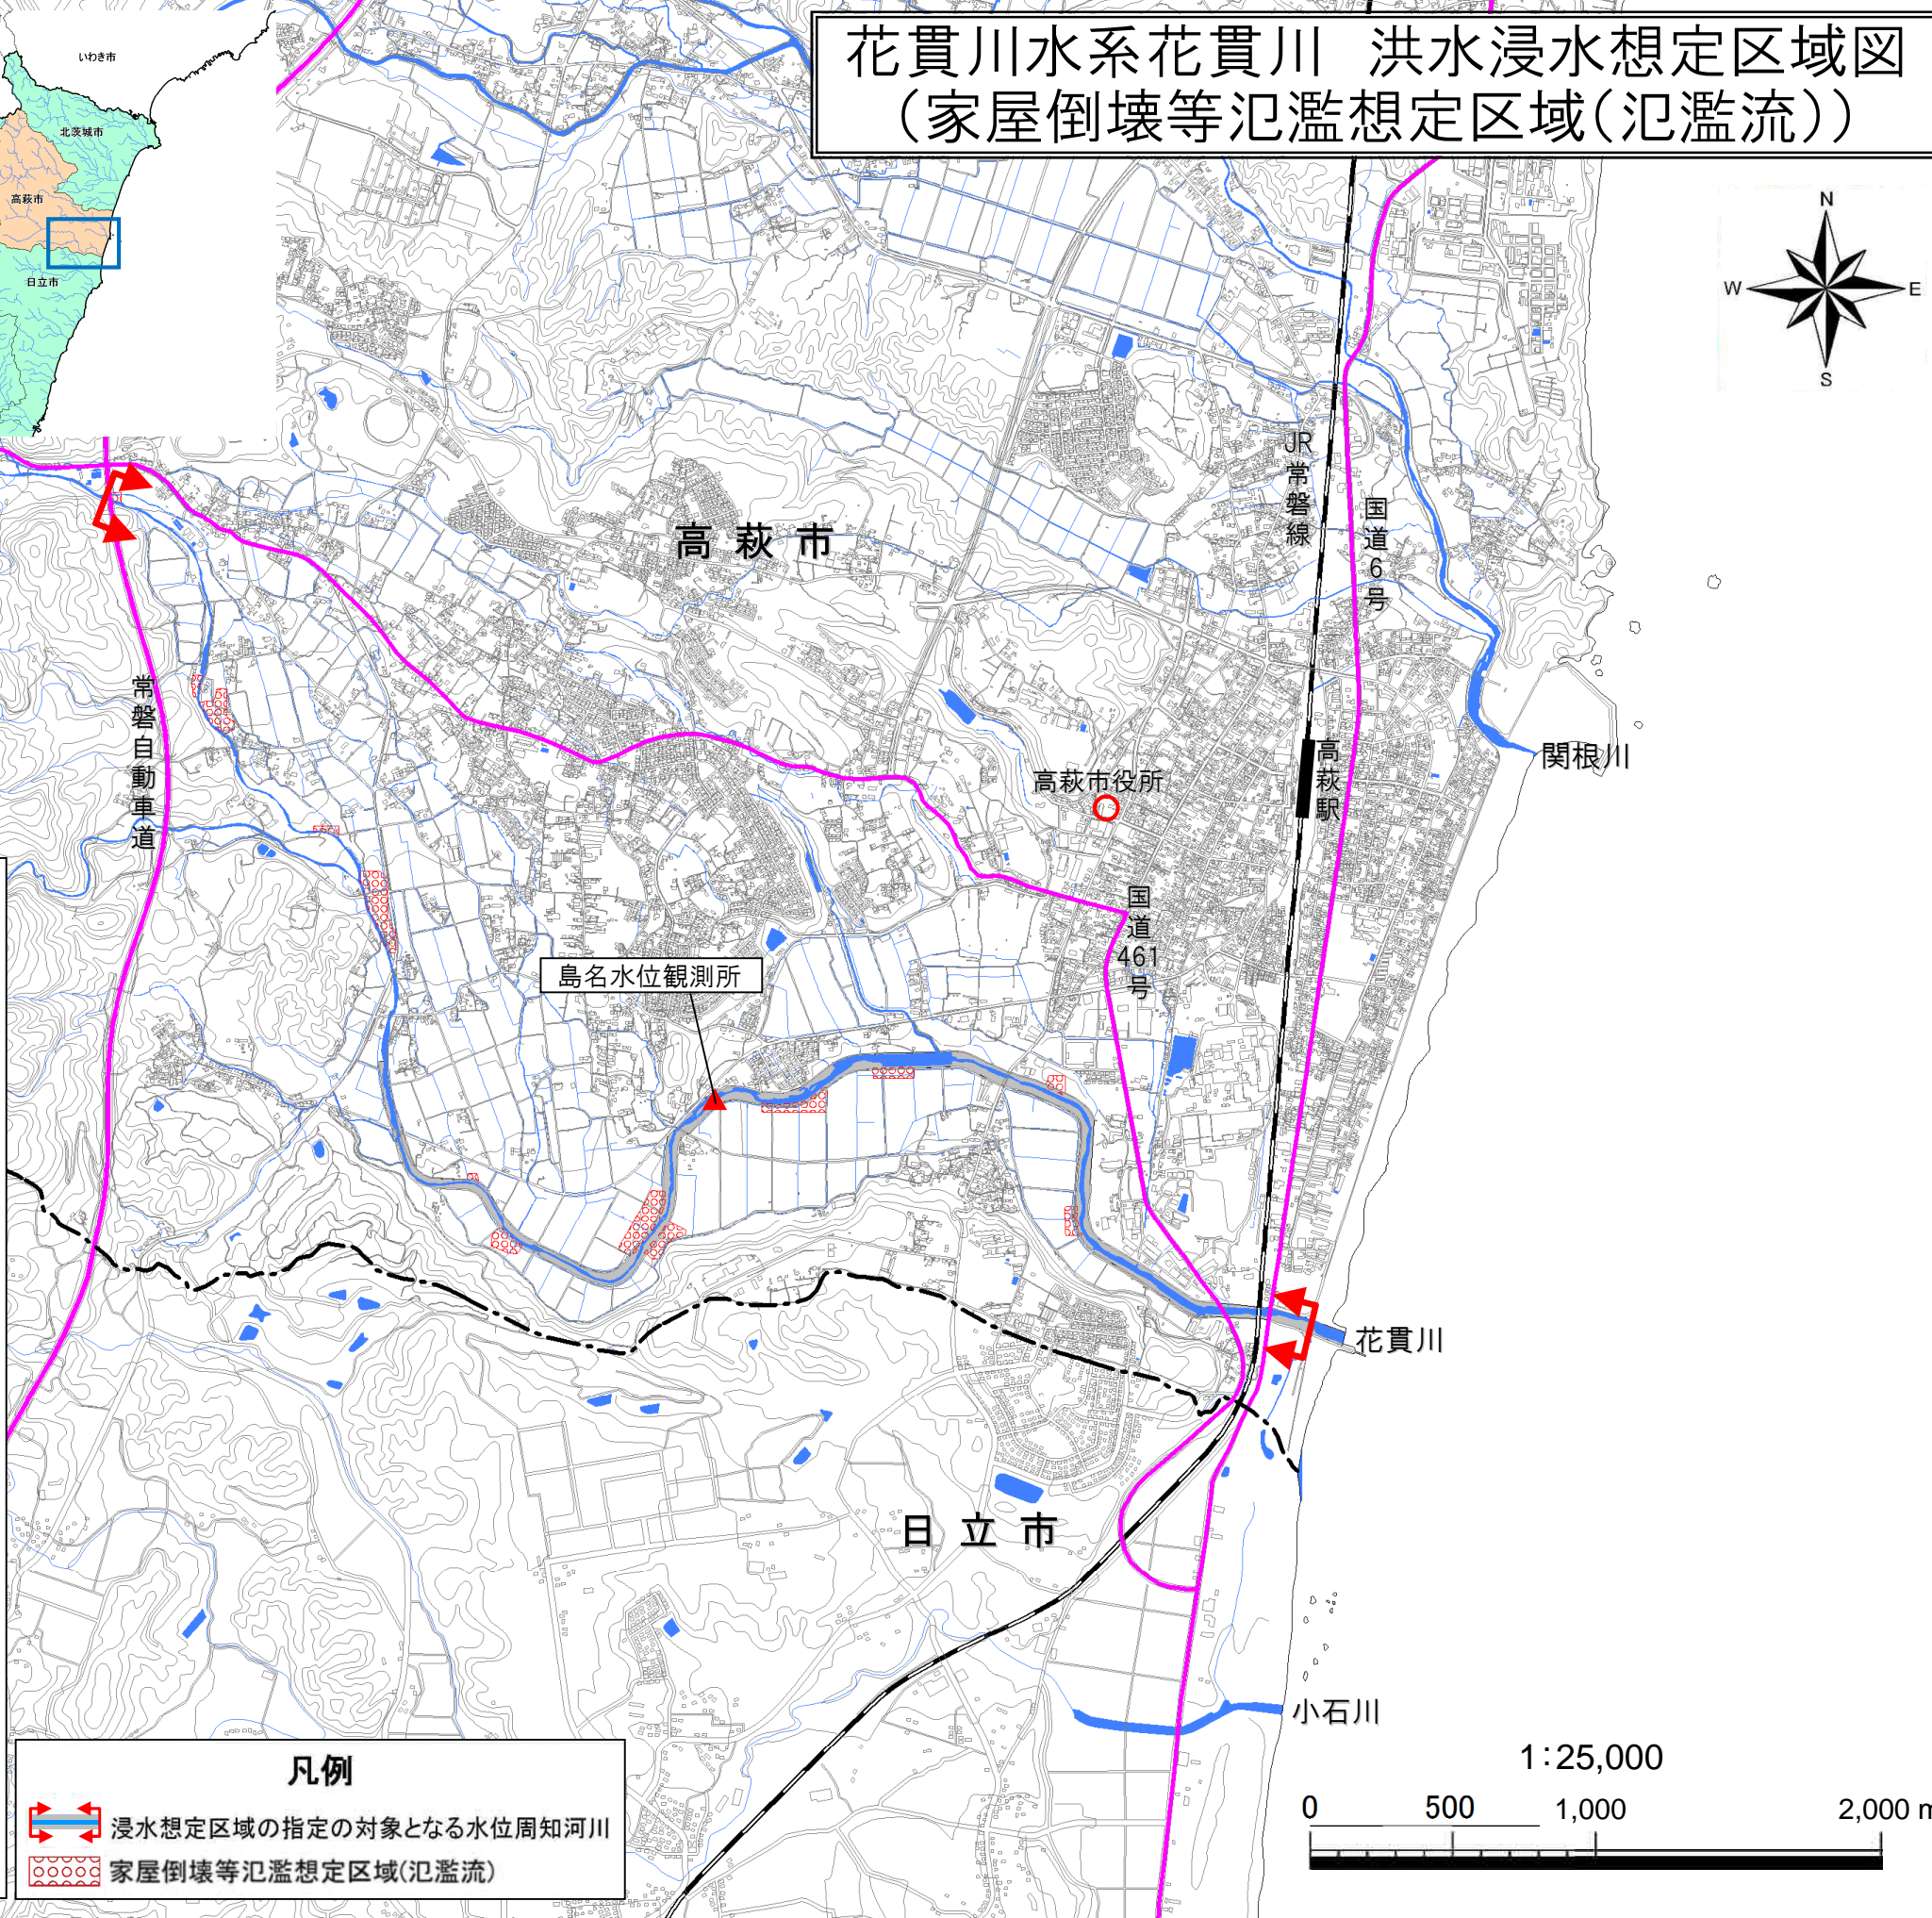 花貫川水系花貫川 洪水浸水想定区域図
(家屋倒壊等氾濫想定区域(氾濫流))
いわき市
北茨城市
高萩市
日立市
N
W
E
S
JR常磐線
国道6号
高萩市
常磐自動車道
関根川
高萩市役所
高萩駅
国道461号
島名水位観測所
花貫川
日立市
小石川
凡例
浸水想定区域の指定の対象となる水位周知河川
家屋倒壊等氾濫想定区域(氾濫流)
1:25,000
0 500 1,000 2,000 m